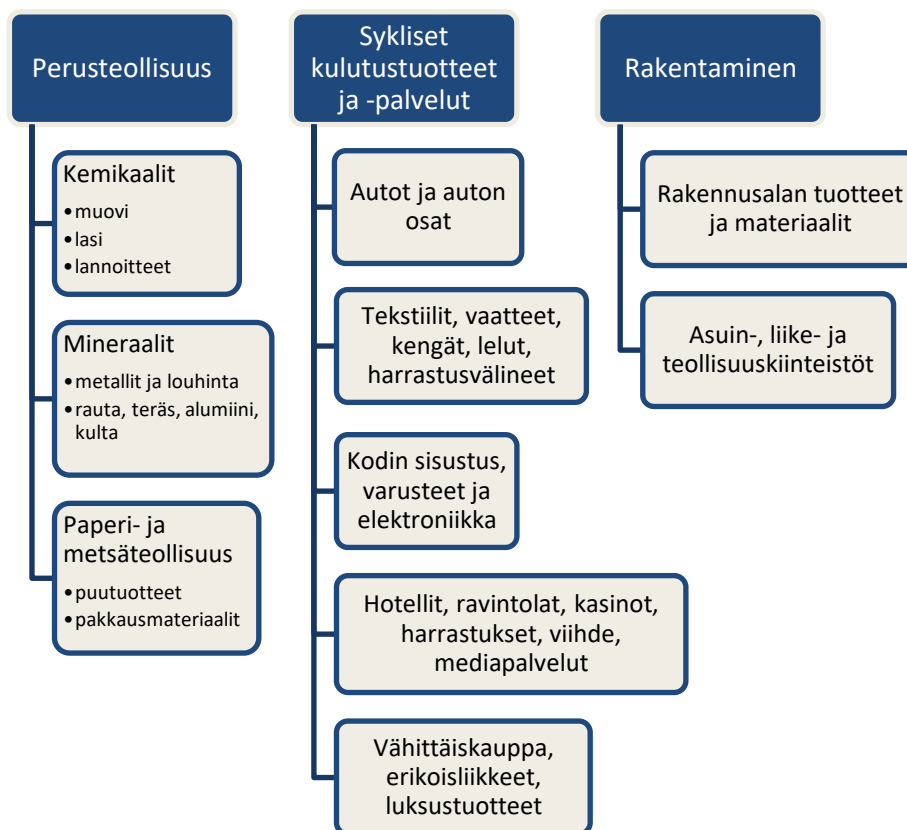 Perusteollisuus
Kemikaalit
•muovi
•lasi
•lannoitteet
Mineraalit
•metallit ja louhinta
•rauta, teräs, alumiini,
kulta
Paperi- ja
metsäteollisuus
•puutuotteet
•pakkausmateriaalit
Sykliset
kulutustuotteet
ja -palvelut
Autot ja auton
osat
Tekstiilit, vaatteet,
kengät, lelut,
harrastusvälineet
Kodin sisustus,
varusteet ja
elektroniikka
Hotellit, ravintolat, kasinot,
harrastukset, viihde,
mediapalvelut
Vähittäiskauppa,
erikoisliikkeet,
luksustuotteet
Rakentaminen
Rakennusalan tuotteet
ja materiaalit
Asuin-, liike- ja
teollisuuskiinteistöt